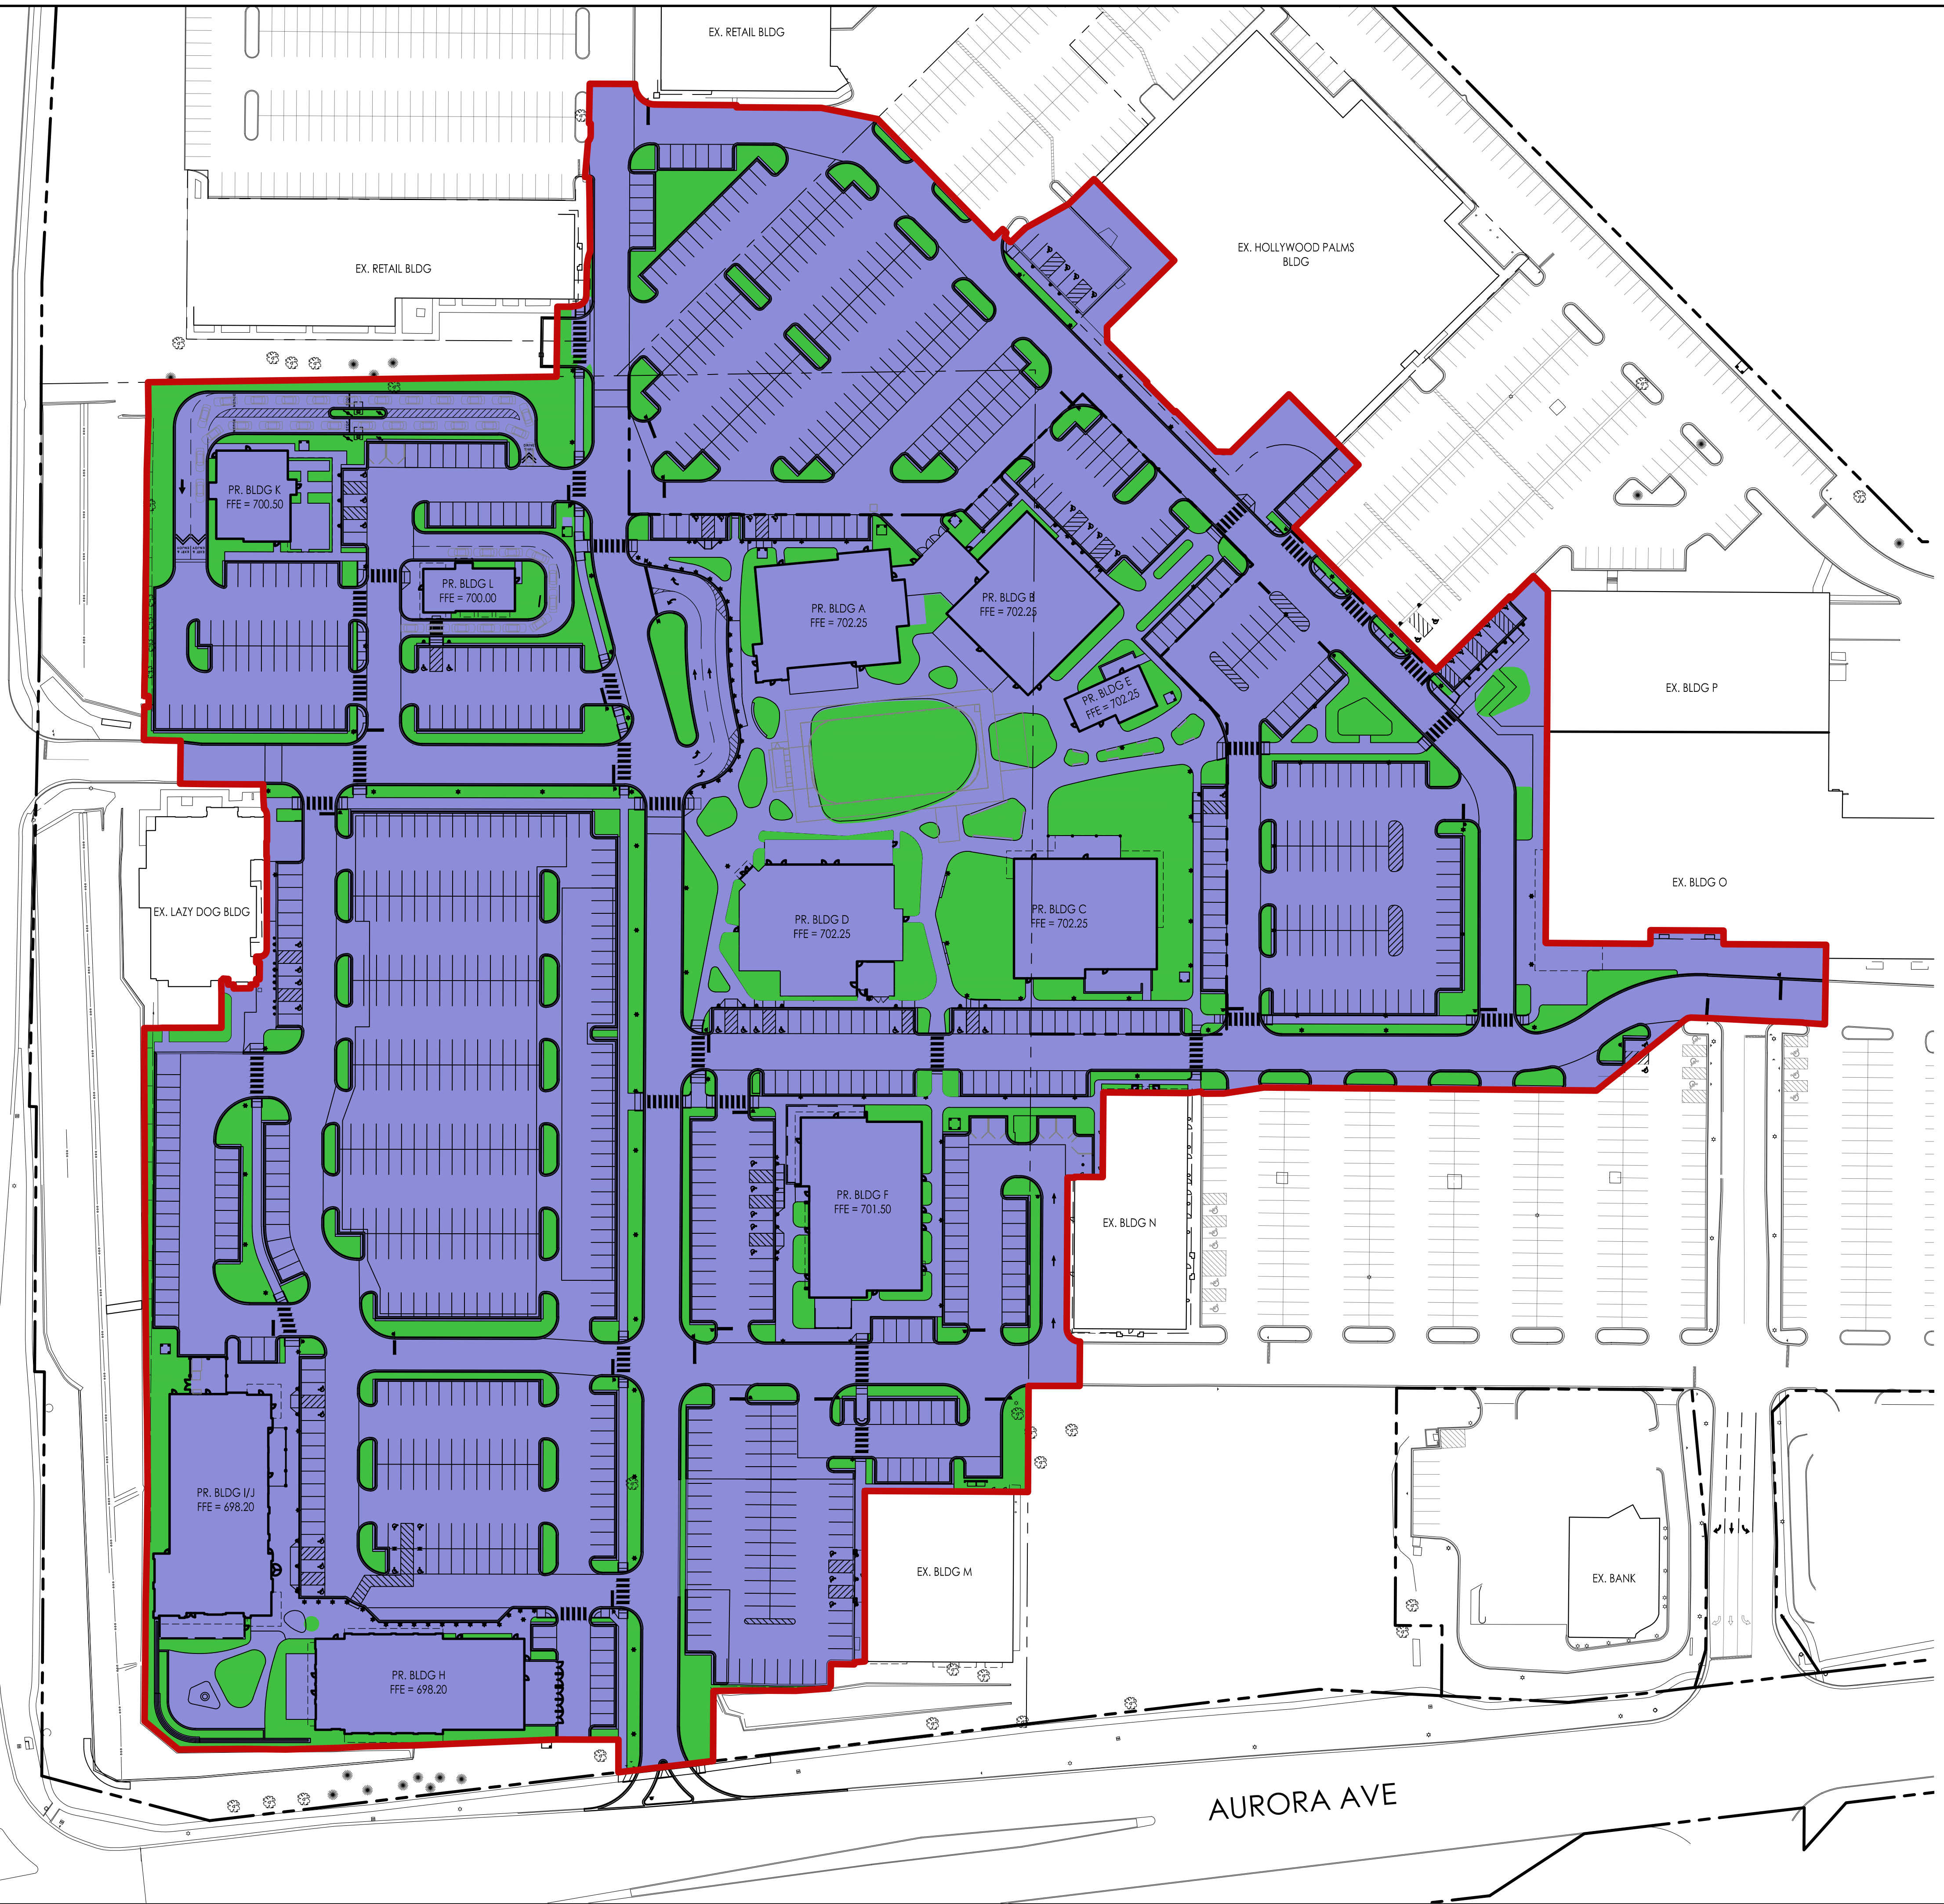 EX. RETAIL BLDG
EX. HOLLYWOOD PALMS
BLDG
EX. RETAIL BLDG
PR. BLDG K
FFE = 700.50
PR. BLDG L
FFE = 700.00
PR. BLDG A
FFE = 702.25
PR. BLDG B
FFE = 702.25
PR. BLDG E
FFE = 702.25
EX. BLDG P
EX. BLDG O
EX. LAZY DOG BLDG
PR. BLDG D
FFE = 702.25
PR. BLDG C
FFE = 702.25
PR. BLDG F
FFE = 701.50
EX. BLDG N
PR. BLDG I/J
FFE = 698.20
EX. BLDG M
EX. BANK
PR. BLDG H
FFE = 698.20
AURORA AVE